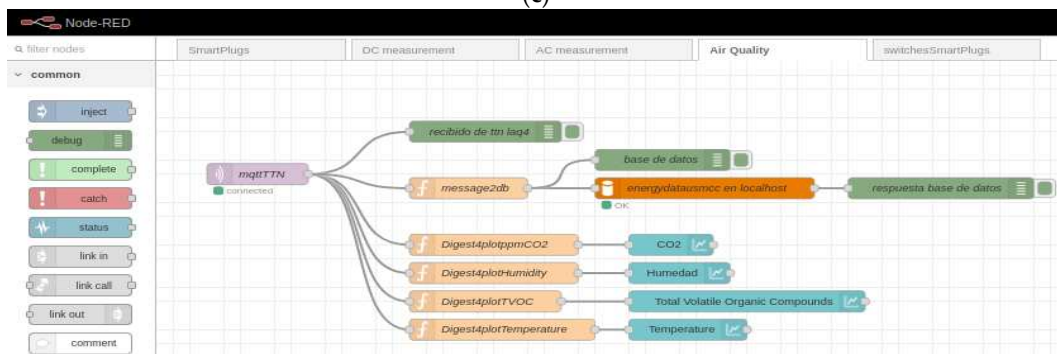 (c)
Node-RED
filter nodes
SmartPlugs
DC measurement
AC measurement
Air Quality
switchesSmartPlugs
common
inject
debug
complete
catch
status
link in
link call
link out
comment
mqttTTN
connected
recibido de ttn laq4
message2db
base de datos
energydatausmcc en localhost
OK
respuesta base de datos
Digest4plotppmCO2
CO2
Digest4plotHumidity
Humedad
Digest4plotTVOC
Total Volatile Organic Compounds
Digest4plotTemperature
Temperature